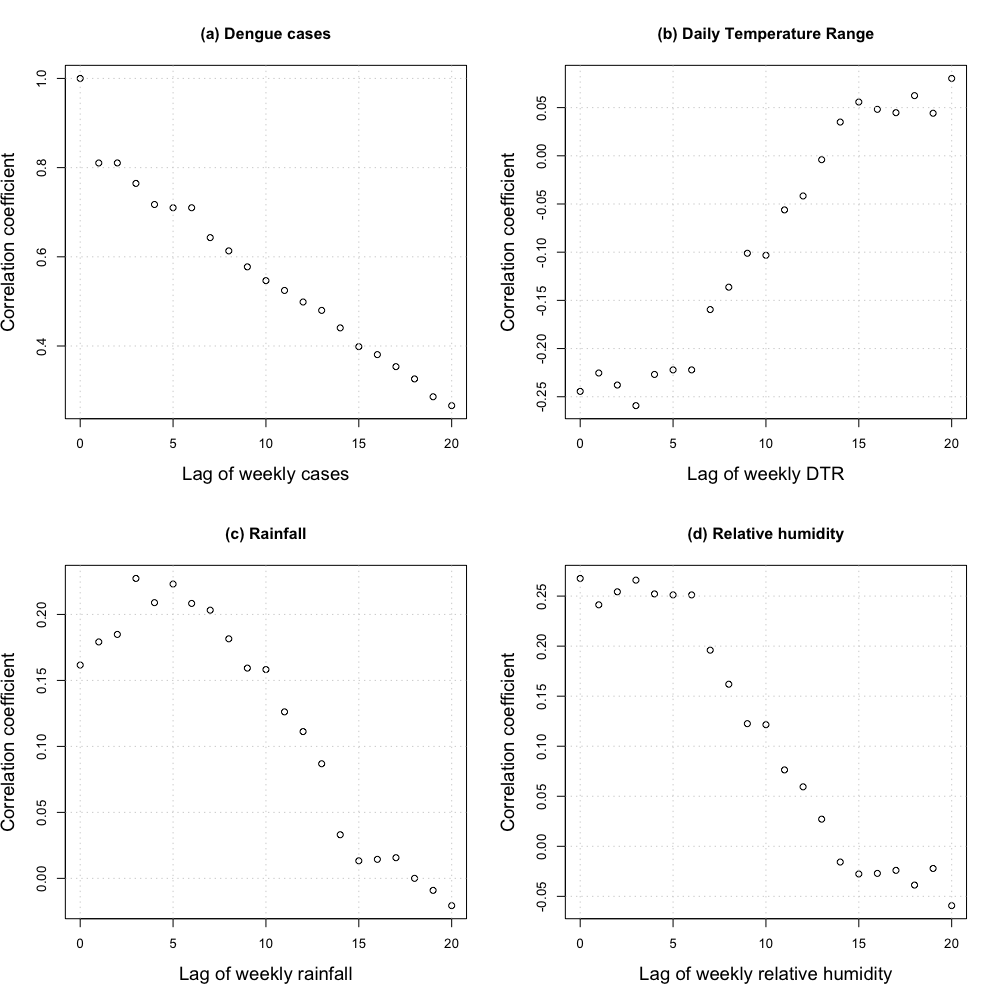 (a) Dengue cases
Correlation coefficient
1.0
0.8
0.6
0.4
0 5 10 15 20
Lag of weekly cases
(b) Daily Temperature Range
Correlation coefficient
0.05
0.00
-0.05
-0.10
-0.15
-0.20
-0.25
0 5 10 15 20
Lag of weekly DTR
(c) Rainfall
Correlation coefficient
0.20
0.15
0.10
0.05
0.00
0 5 10 15 20
Lag of weekly rainfall
(d) Relative humidity
Correlation coefficient
0.25
0.20
0.15
0.10
0.05
0.00
-0.05
0 5 10 15 20
Lag of weekly relative humidity